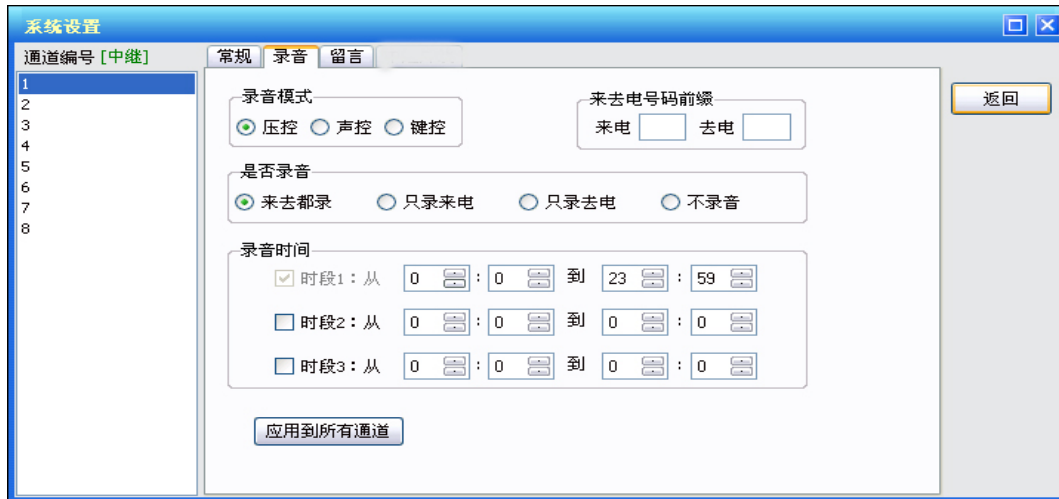 系统设置
通道编号 [中继]
常规 录音 留言
1
2
3
4
5
6
7
8
录音模式
压控 声控 键控
来去电号码前缀
来电 去电
返回
是否录音
来去都录 只录来电 只录去电 不录音
录音时间
时段1：从 0 : 0 到 23 : 59
时段2：从 0 : 0 到 0 : 0
时段3：从 0 : 0 到 0 : 0
应用到所有通道